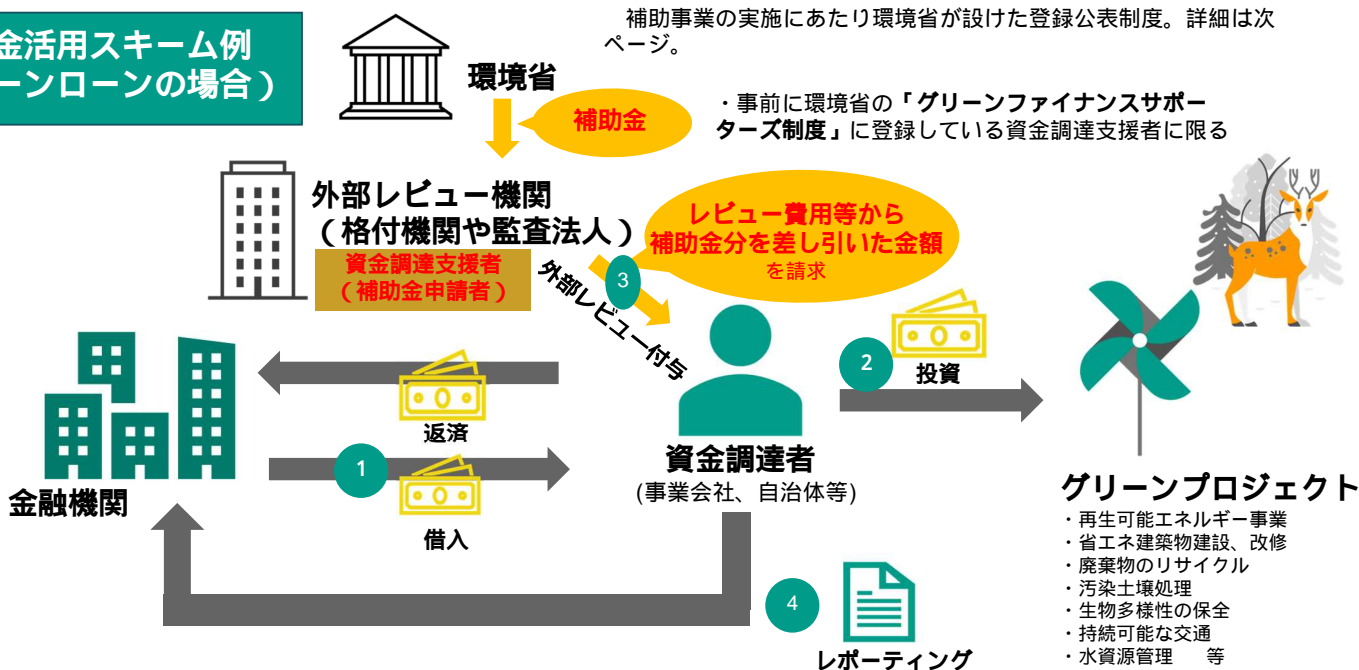 金活用スキーム例
ーンローンの場合)
補助事業の実施にあたり環境省が設けた登録公表制度。詳細は次
ページ。
環境省
補助金
・事前に環境省の「グリーンファイナンスサポー
ターズ制度」に登録している資金調達支援者に限る
外部レビュー機関
(格付機関や監査法人)
資金調達支援者
(補助金申請者)
レビュー費用等から
補助金分を差し引いた金額
を請求
3
外部レビュー付与
2
投資
返済
1
借入
金融機関
資金調達者
(事業会社、自治体等)
グリーンプロジェクト
・再生可能エネルギー事業
・省エネ建築物建設、改修
・廃棄物のリサイクル
・汚染土壌処理
・生物多様性の保全
・持続可能な交通
・水資源管理 等
4
レポーティング